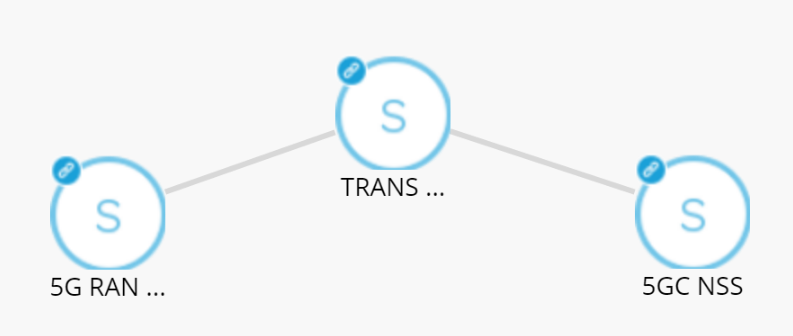 S
TRANS ...
S
5G RAN ...
S
5GC NSS